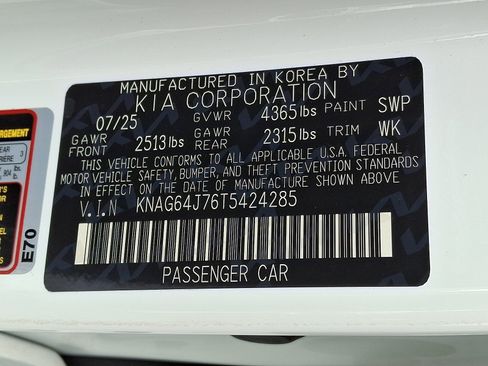 MANUFACTURED IN KOREA BY
KIA CORPORATION
07/25 GVWR 4365 lbs PAINT SWP
GAWR FRONT 2513 lbs GAWR REAR 2315 lbs TRIM WK
THIS VEHICLE CONFORMS TO ALL APPLICABLE U.S.A. FEDERAL
MOTOR VEHICLE SAFETY, BUMPER, AND THEFT PREVENTION STANDARDS
IN EFFECT ON THE DATE OF MANUFACTURE SHOWN ABOVE
V.I.N KNAG64J76T5424285
PASSENGER CAR
E70